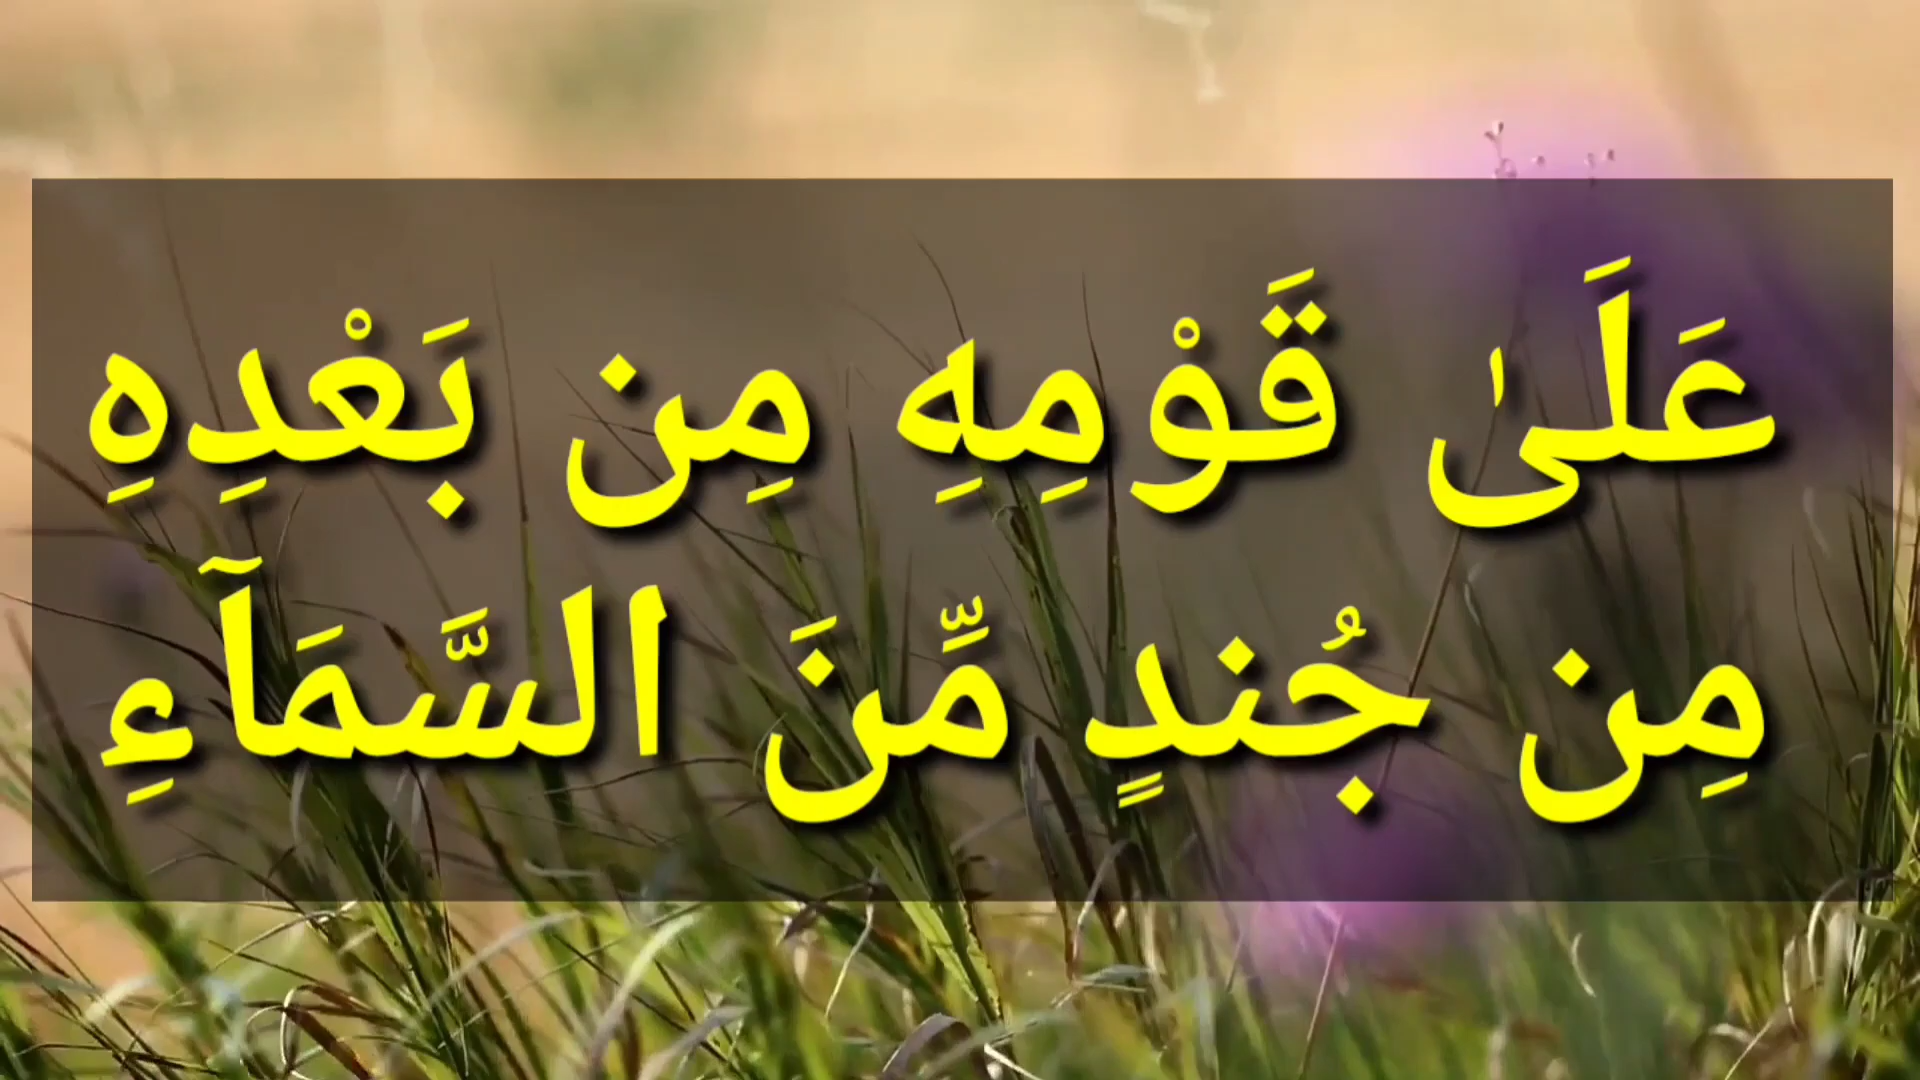 عَلَىٰ قَوْمِهِ مِن بَعْدِهِ
مِن جُندٍ مِّنَ السَّمَآءِ